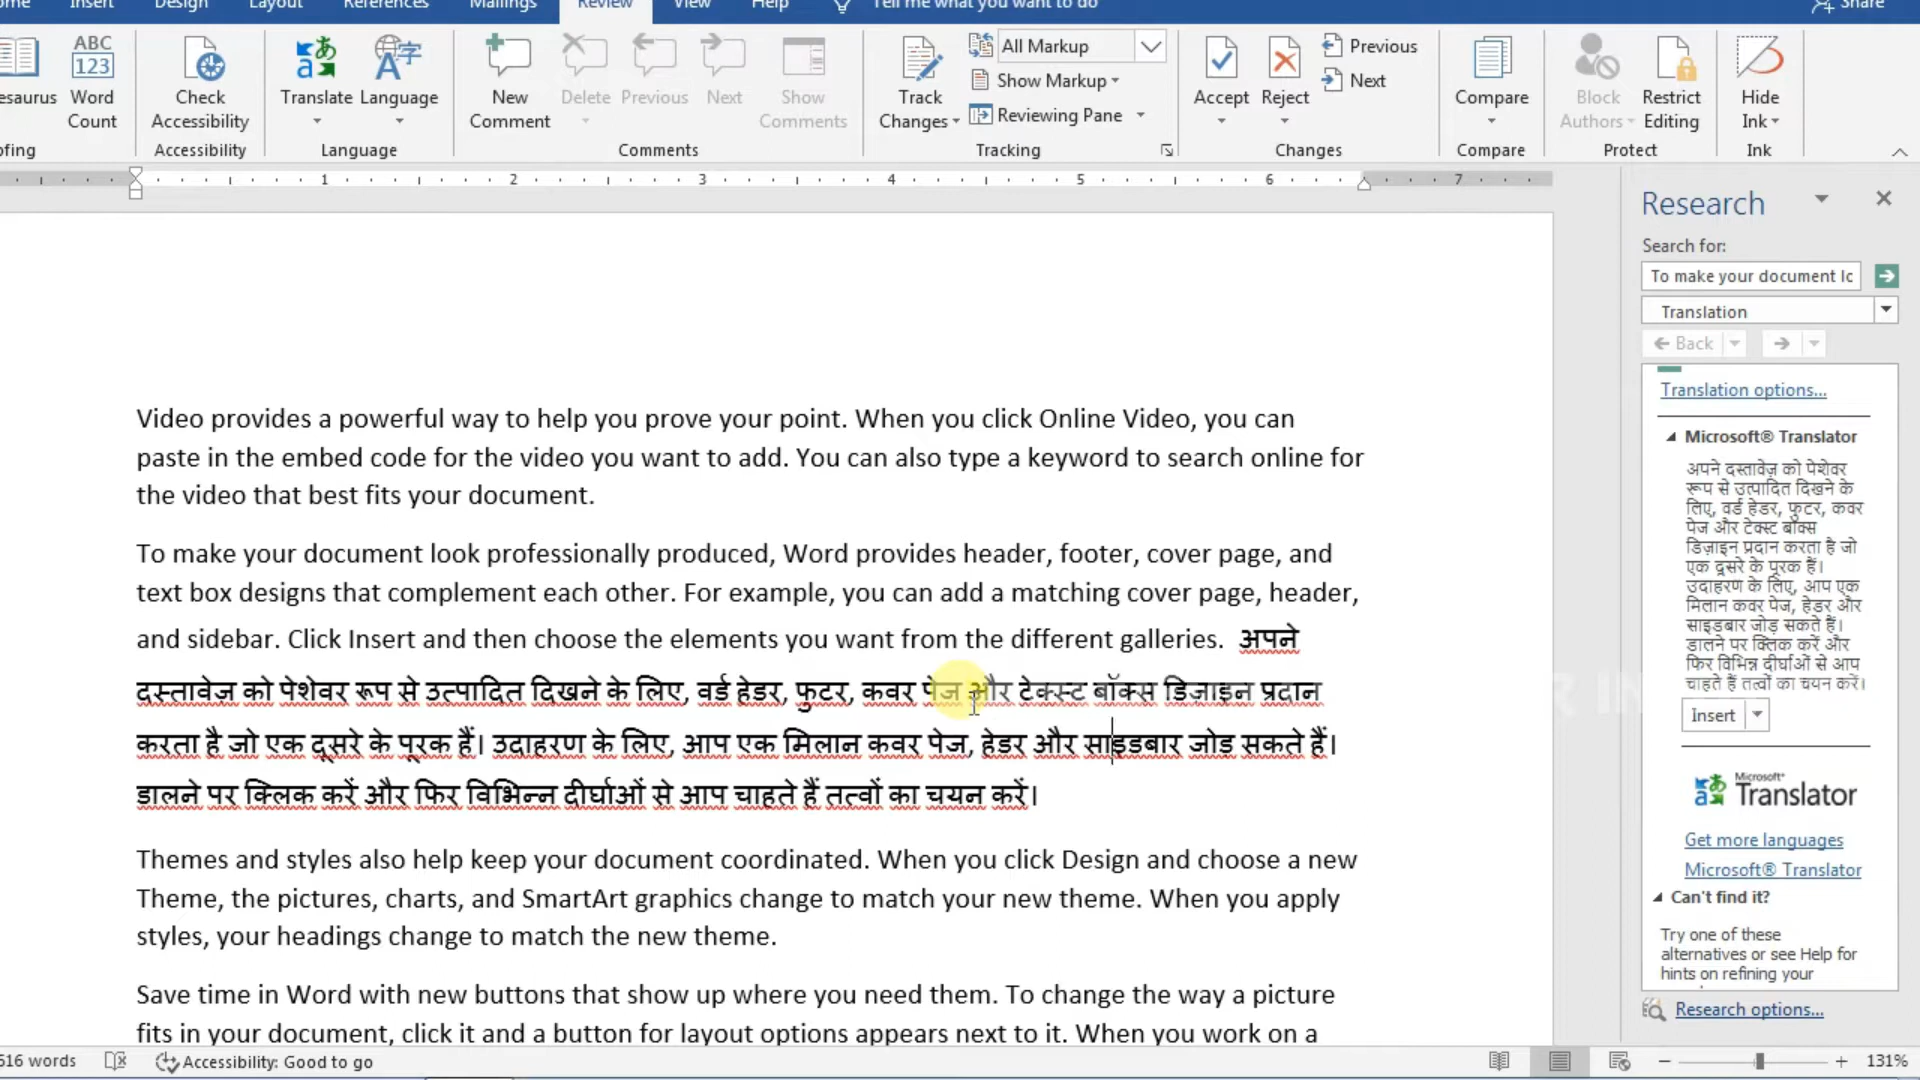 Insert Design Layout References Mailings Review View Help Tell me what you want to do Share
ABC
123
Word
Count
Check
Accessibility
Accessibility
Translate
Language
Language
New
Comment
Delete
Previous
Next
Show
Comments
Comments
Track
Changes
All Markup
Show Markup
Reviewing Pane
Tracking
Accept
Reject
Previous
Next
Changes
Compare
Compare
Block
Authors
Restrict
Editing
Protect
Hide
Ink
Ink
1 2 3 4 5 6 7
Video provides a powerful way to help you prove your point. When you click Online Video, you can
paste in the embed code for the video you want to add. You can also type a keyword to search online for
the video that best fits your document.
To make your document look professionally produced, Word provides header, footer, cover page, and
text box designs that complement each other. For example, you can add a matching cover page, header,
and sidebar. Click Insert and then choose the elements you want from the different galleries. अपने
दस्तावेज़ को पेशेवर रूप से उत्पादित दिखने के लिए, वर्ड हेडर, फुटर, कवर पेज और टेक्स्ट बॉक्स डिज़ाइन प्रदान
करता है जो एक दूसरे के पूरक हैं। उदाहरण के लिए, आप एक मिलान कवर पेज, हेडर और साइडबार जोड़ सकते हैं।
डालने पर क्लिक करें और फिर विभिन्न दीर्घाओं से आप चाहते हैं तत्वों का चयन करें।
Themes and styles also help keep your document coordinated. When you click Design and choose a new
Theme, the pictures, charts, and SmartArt graphics change to match your new theme. When you apply
styles, your headings change to match the new theme.
Save time in Word with new buttons that show up where you need them. To change the way a picture
fits in your document, click it and a button for layout options appears next to it. When you work on a
Research
Search for:
To make your document lo
Translation
Back
Translation options...
Microsoft® Translator
अपने दस्तावेज़ को पेशेवर
रूप से उत्पादित दिखने के
लिए, वर्ड हेडर, फुटर, कवर
पेज और टेक्स्ट बॉक्स
डिज़ाइन प्रदान करता है जो
एक दूसरे के पूरक हैं।
उदाहरण के लिए, आप एक
मिलान कवर पेज, हेडर और
साइडबार जोड़ सकते हैं।
डालने पर क्लिक करें और
फिर विभिन्न दीर्घाओं से आप
चाहते हैं तत्वों का चयन करें।
Insert
Microsoft®
Translator
Get more languages
Microsoft® Translator
Can't find it?
Try one of these
alternatives or see Help for
hints on refining your
Research options...
616 words Accessibility: Good to go 131%